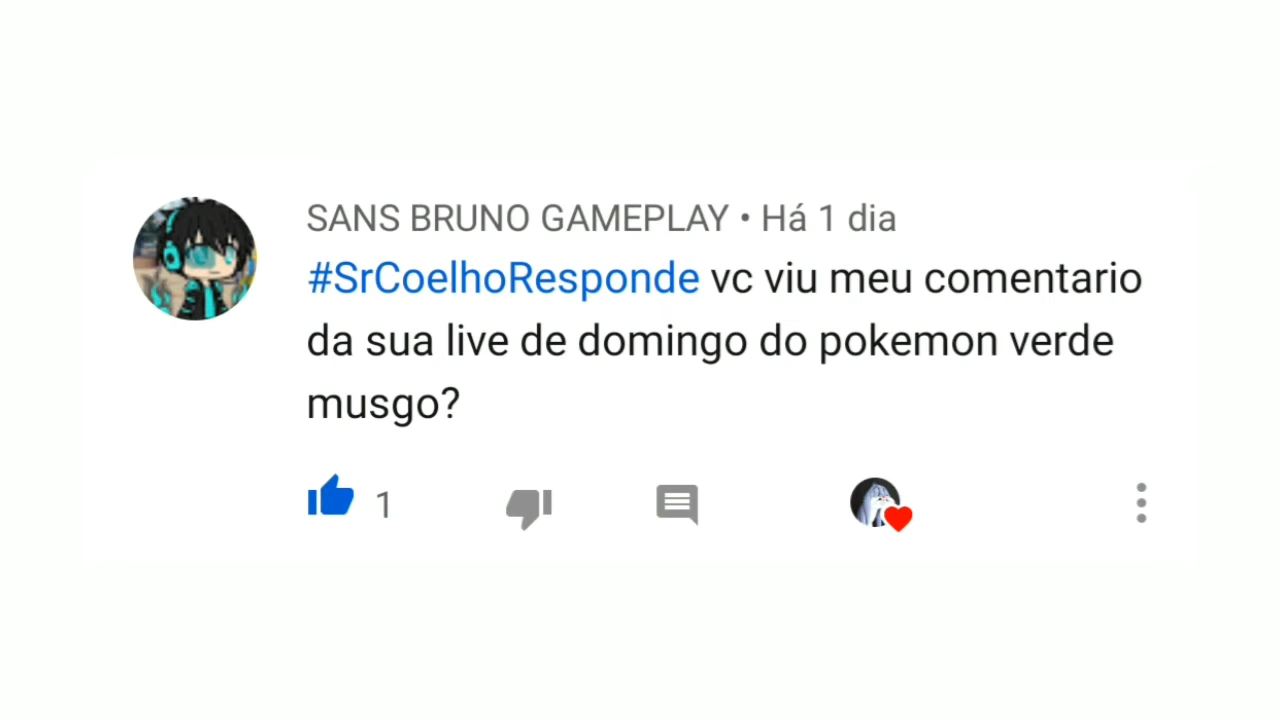 SANS BRUNO GAMEPLAY • Há 1 dia
#SrCoelhoResponde vc viu meu comentario
da sua live de domingo do pokemon verde
musgo?
1